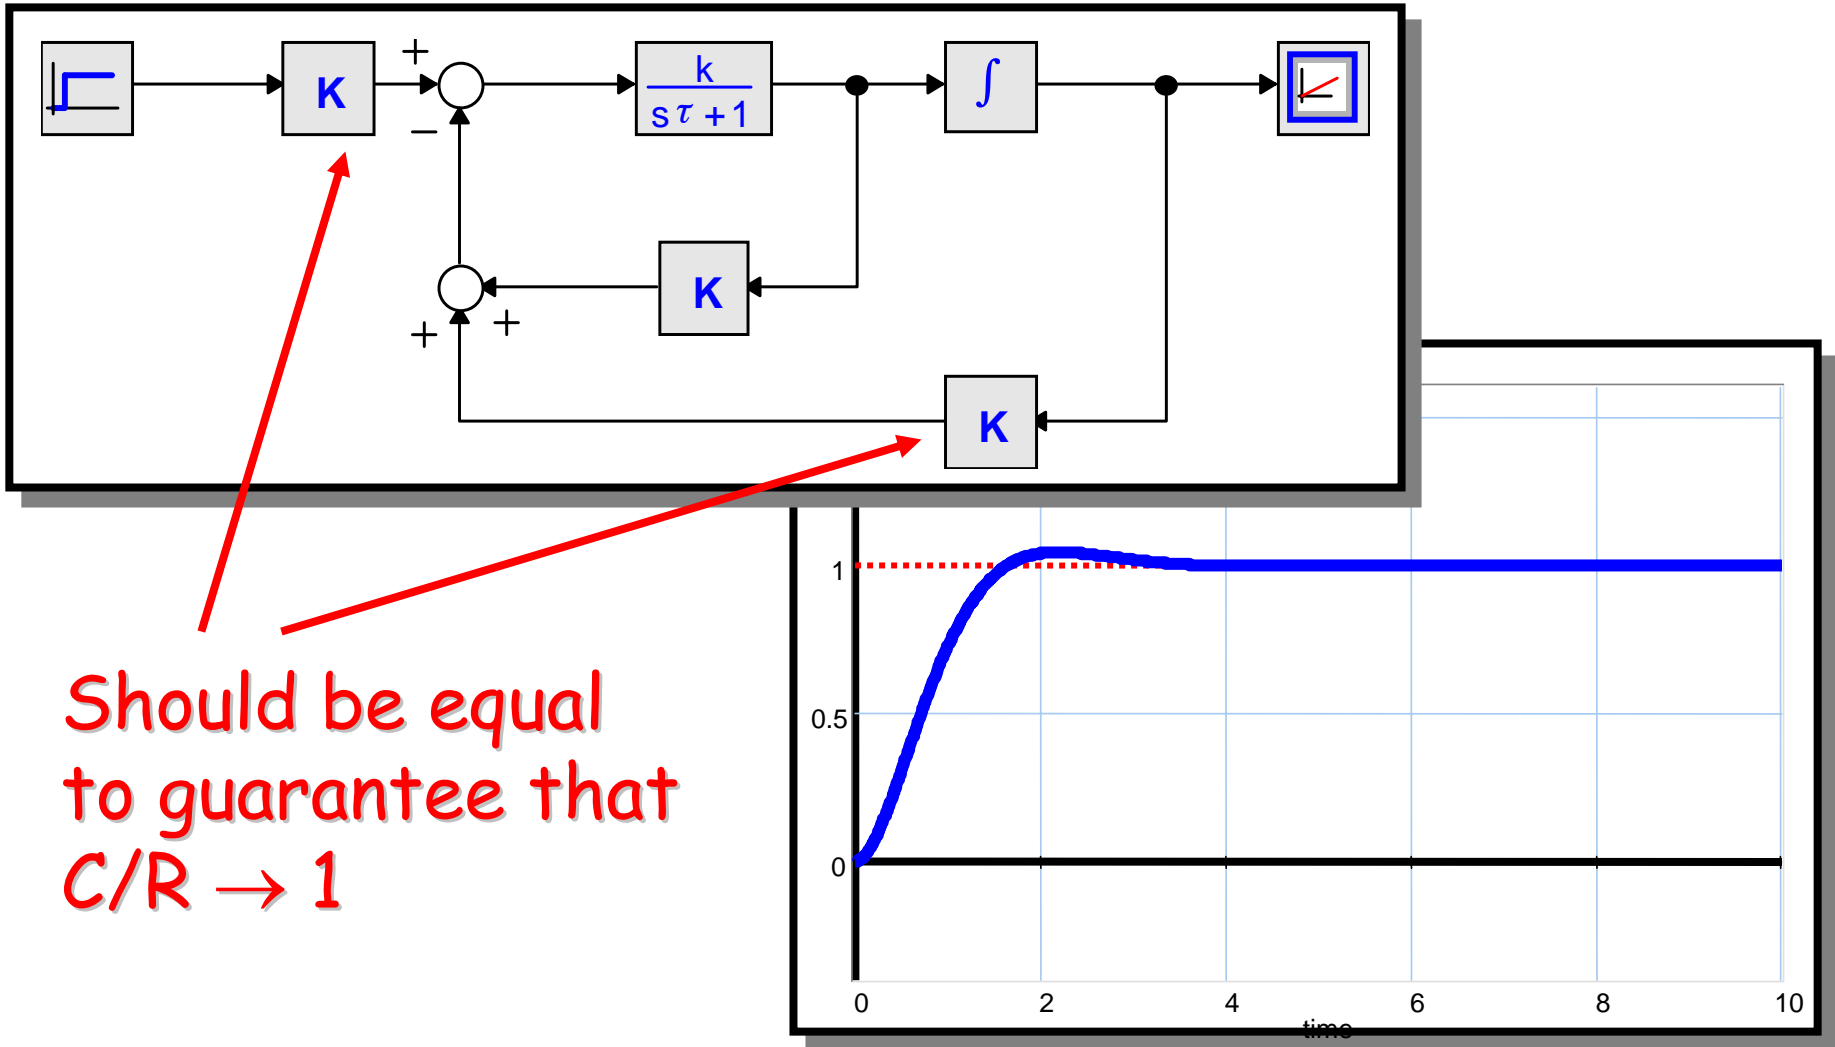 +
K
k
sτ+1
∫
−
K
+
+
K
1
0.5
0
0
2
4
6
8
10
time
Should be equal
to guarantee that
C/R → 1